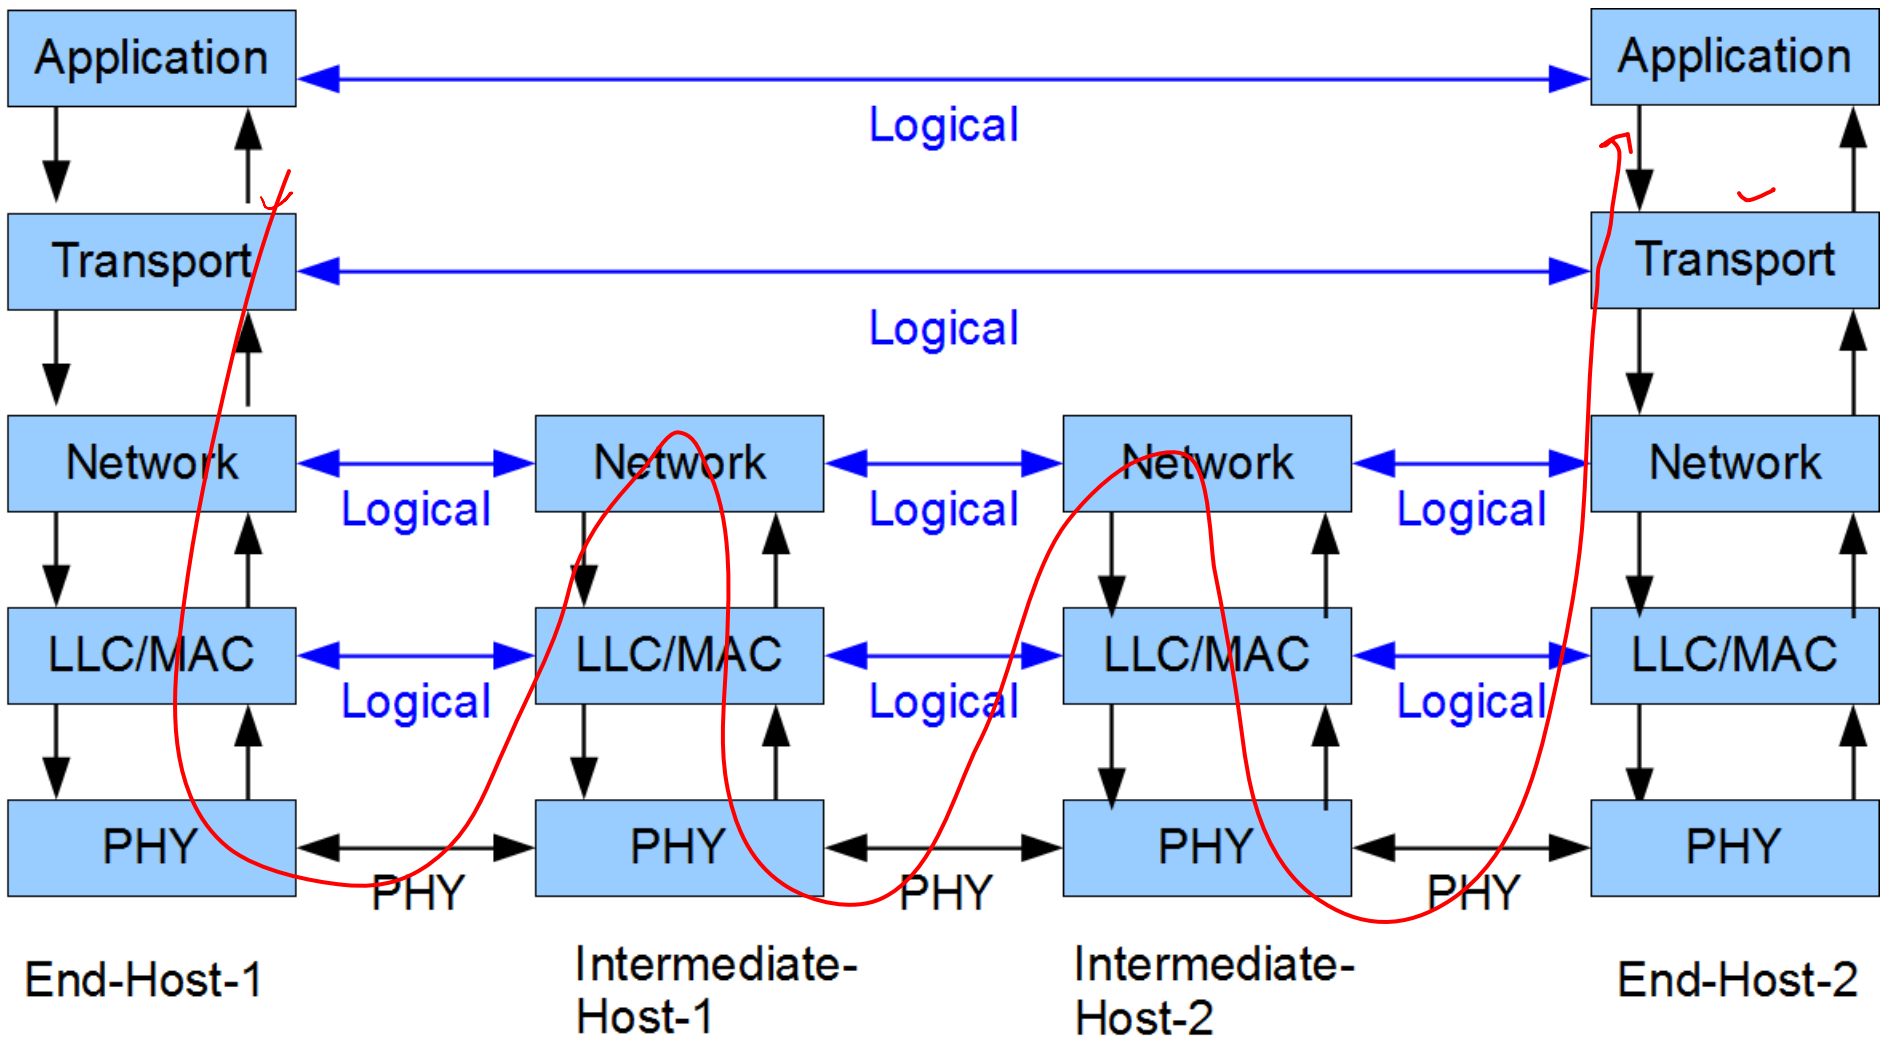 Application
Application
Logical
Transport
Transport
Logical
Network
Network
Network
Network
Logical
Logical
Logical
LLC/MAC
LLC/MAC
LLC/MAC
LLC/MAC
Logical
Logical
Logical
PHY
PHY
PHY
PHY
PHY
PHY
PHY
End-Host-1
Intermediate-
Host-1
Intermediate-
Host-2
End-Host-2